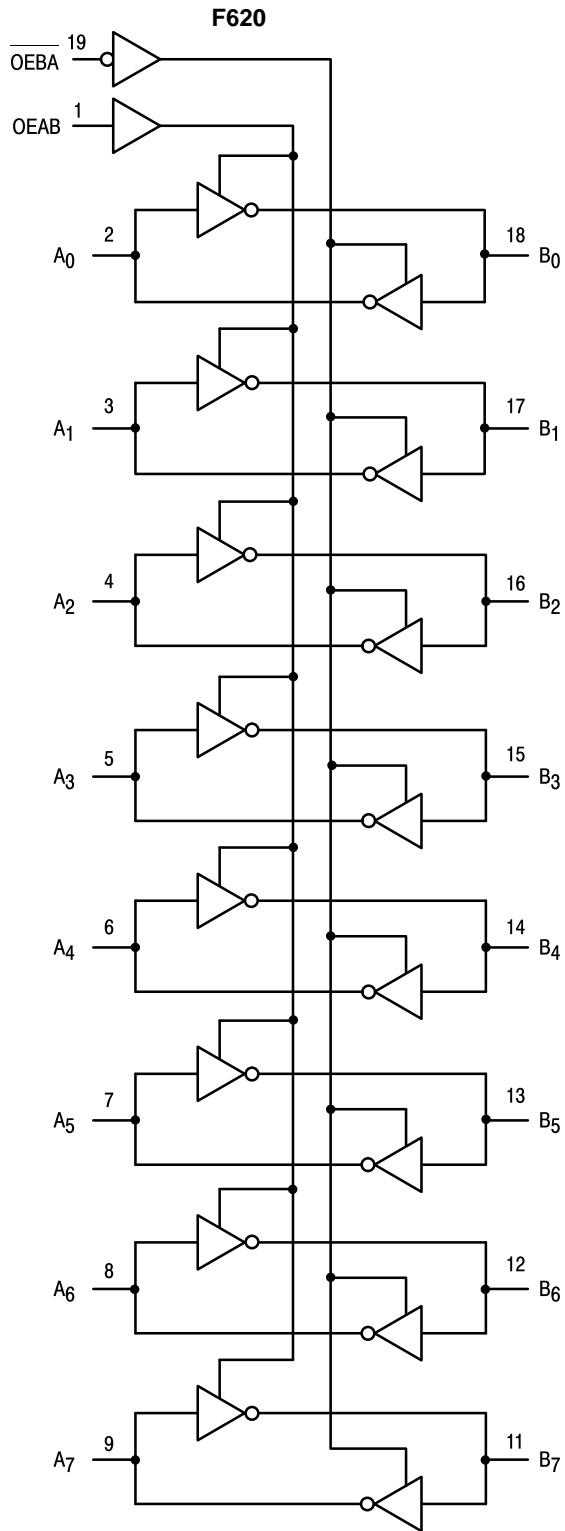 F620
19
O̅E̅B̅A̅
1
OEAB
2
A₀
18
B₀
3
A₁
17
B₁
4
A₂
16
B₂
5
A₃
15
B₃
6
A₄
14
B₄
7
A₅
13
B₅
8
A₆
12
B₆
9
A₇
11
B₇